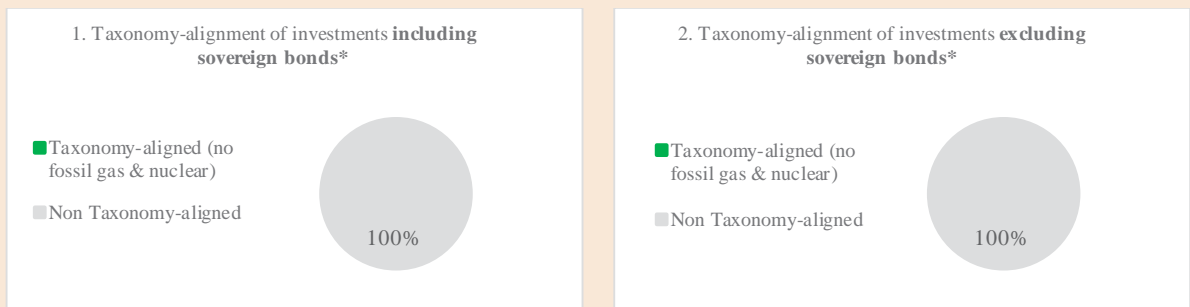 1. Taxonomy-alignment of investments including
sovereign bonds*
Taxonomy-aligned (no
fossil gas & nuclear)
Non Taxonomy-aligned
100%
2. Taxonomy-alignment of investments excluding
sovereign bonds*
Taxonomy-aligned (no
fossil gas & nuclear)
Non Taxonomy-aligned
100%